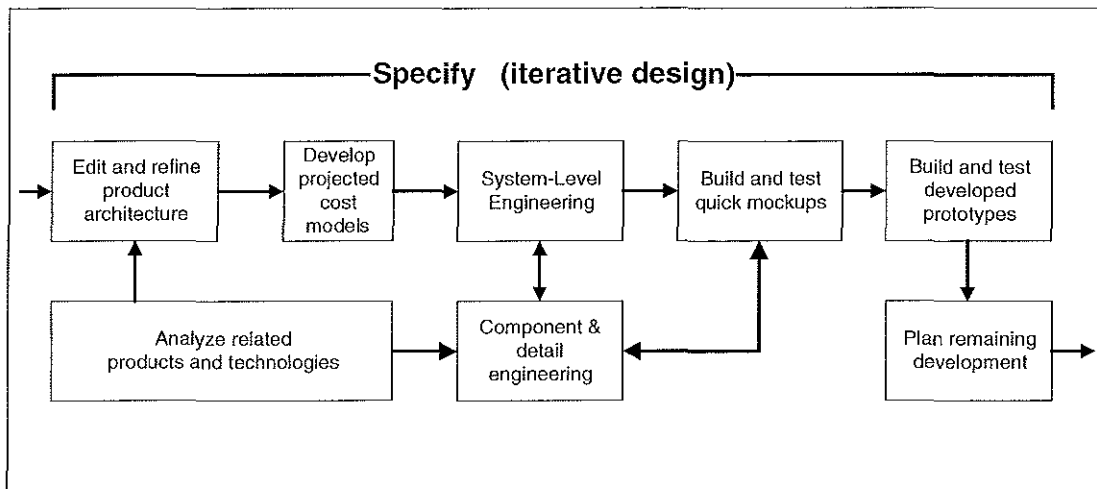 Specify (iterative design)
Edit and refine
product
architecture
Develop
projected
cost
models
System-Level
Engineering
Build and test
quick mockups
Build and test
developed
prototypes
Analyze related
products and technologies
Component &
detail
engineering
Plan remaining
development